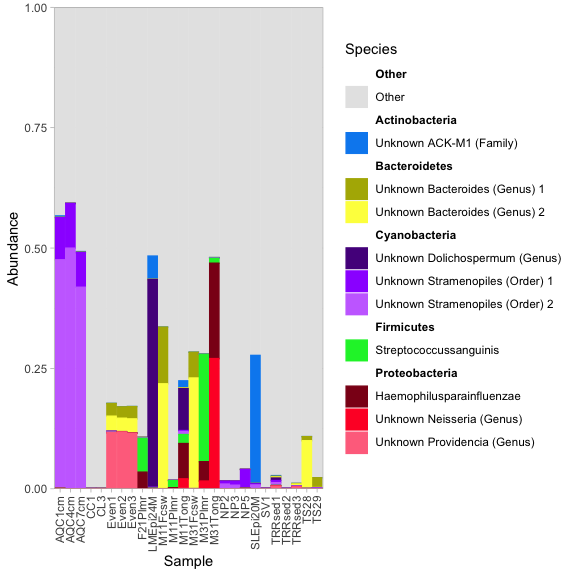 1.00
0.75
0.50
0.25
0.00
Abundance
AQC1cm
AQC4cm
AQC7cm
CC1
CL3
Even1
Even2
Even3
F21Plmr
LMEpi24M
M11Fcsw
M11Plmr
M11Tong
M31Fcsw
M31Plmr
M31Tong
NP2
NP3
NP5
SLEpi20M
SV1
TRRsed1
TRRsed2
TRRsed3
TS28
TS29
Sample
Species
Other
Other
Actinobacteria
Unknown ACK-M1 (Family)
Bacteroidetes
Unknown Bacteroides (Genus) 1
Unknown Bacteroides (Genus) 2
Cyanobacteria
Unknown Dolichospermum (Genus)
Unknown Stramenopiles (Order) 1
Unknown Stramenopiles (Order) 2
Firmicutes
Streptococcussanguinis
Proteobacteria
Haemophilusparainfluenzae
Unknown Neisseria (Genus)
Unknown Providencia (Genus)